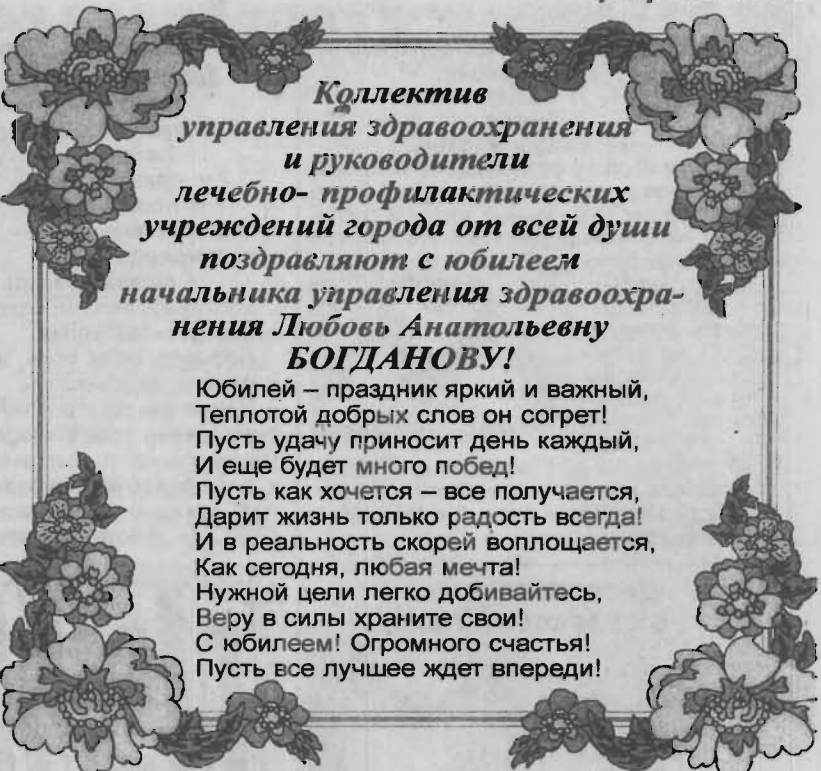 Коллектив
управления здравоохранения
и руководители
лечебно- профилактических
учреждений города от всей души
поздравляют с юбилеем
начальника управления здравоохра-
нения Любовь Анатольевну
БОГДАНОВУ!
Юбилей – праздник яркий и важный,
Теплотой добрых слов он согрет!
Пусть удачу приносит день каждый,
И еще будет много побед!
Пусть как хочется – все получается,
Дарит жизнь только радость всегда!
И в реальность скорей воплощается,
Как сегодня, любая мечта!
Нужной цели легко добивайтесь,
Веру в силы храните свои!
С юбилеем! Огромного счастья!
Пусть все лучшее ждет впереди!